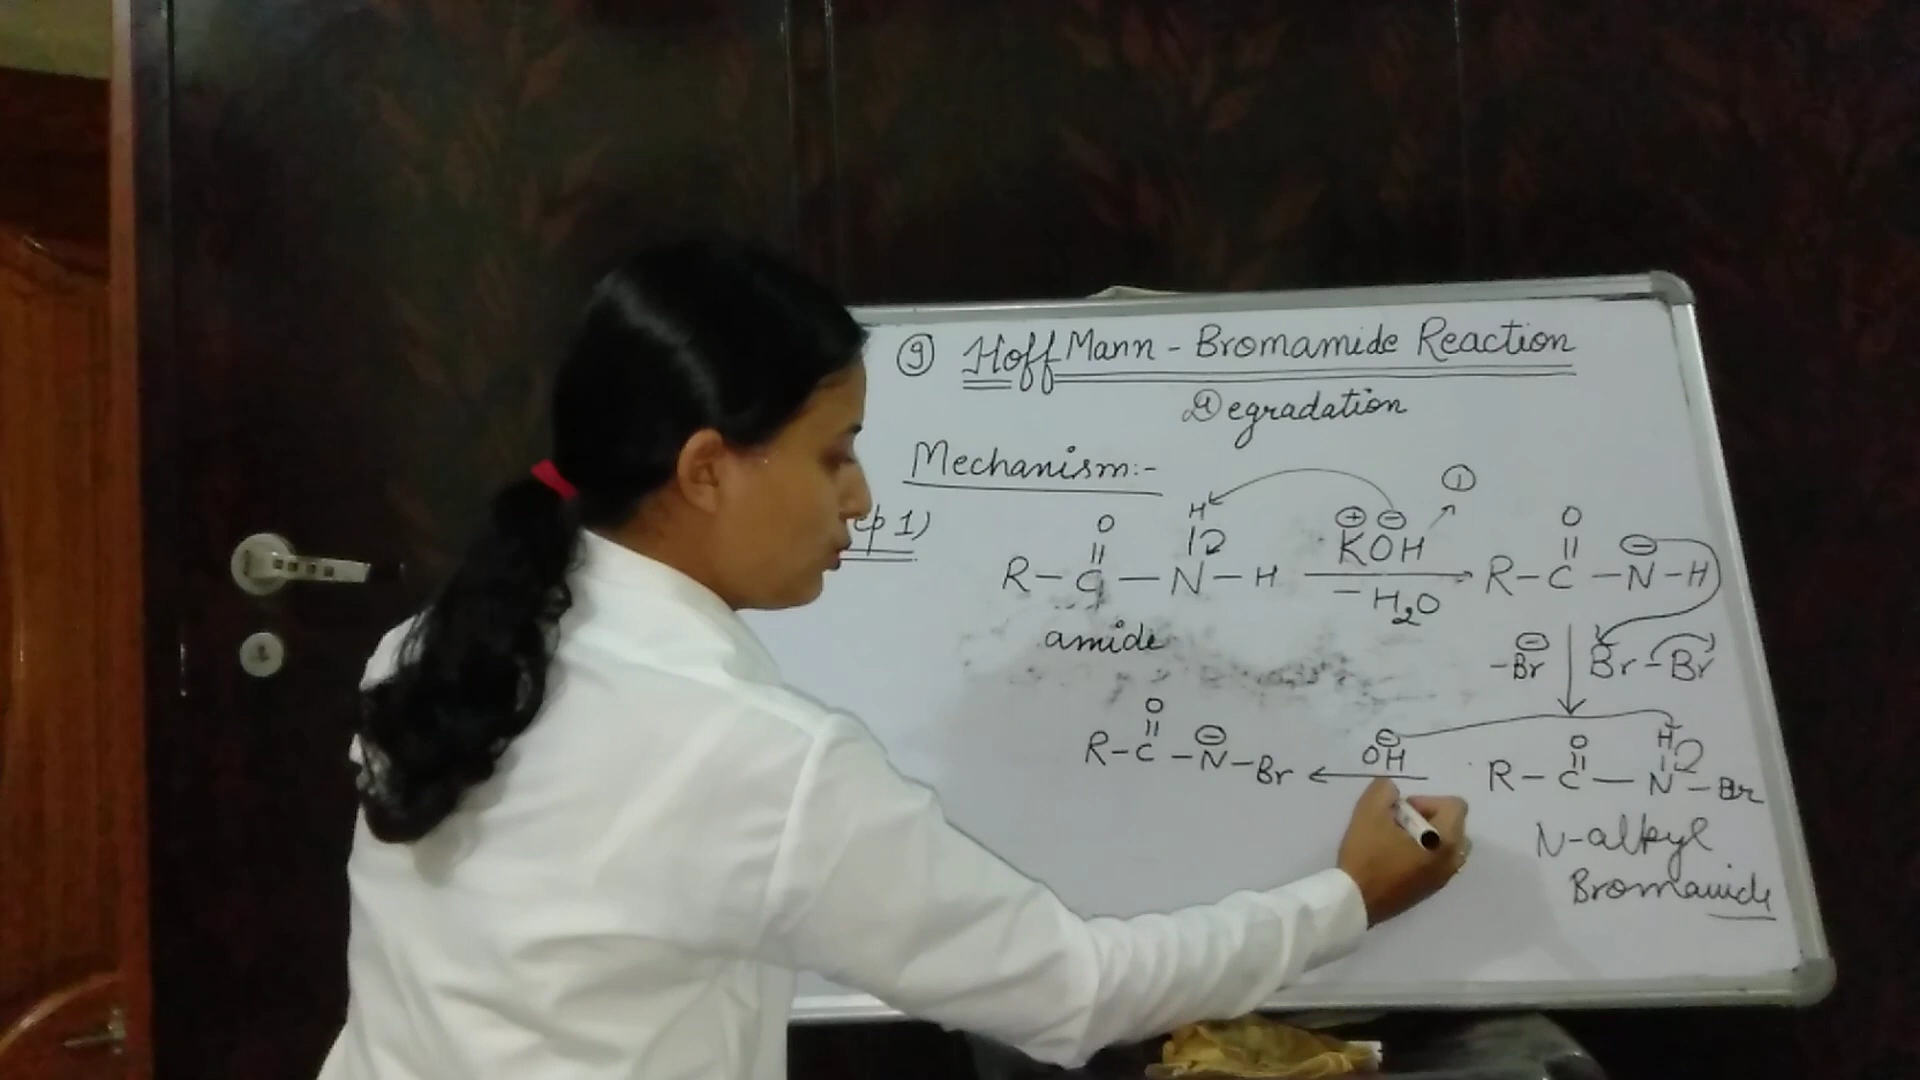 ⑨ HoffMann - Bromamide Reaction
Degradation
Mechanism:-
ep 1)
①
O H ⊕ ⊖ O
|| | KOH || ⊖
R - C - N - H → R - C - N - H
- H₂O
amide
⊖
- Br Br - Br
O O H
|| ⊖ ⊖ || |
R - C - N - Br ← OH R - C - N - Br
N-alkyl
Bromamide